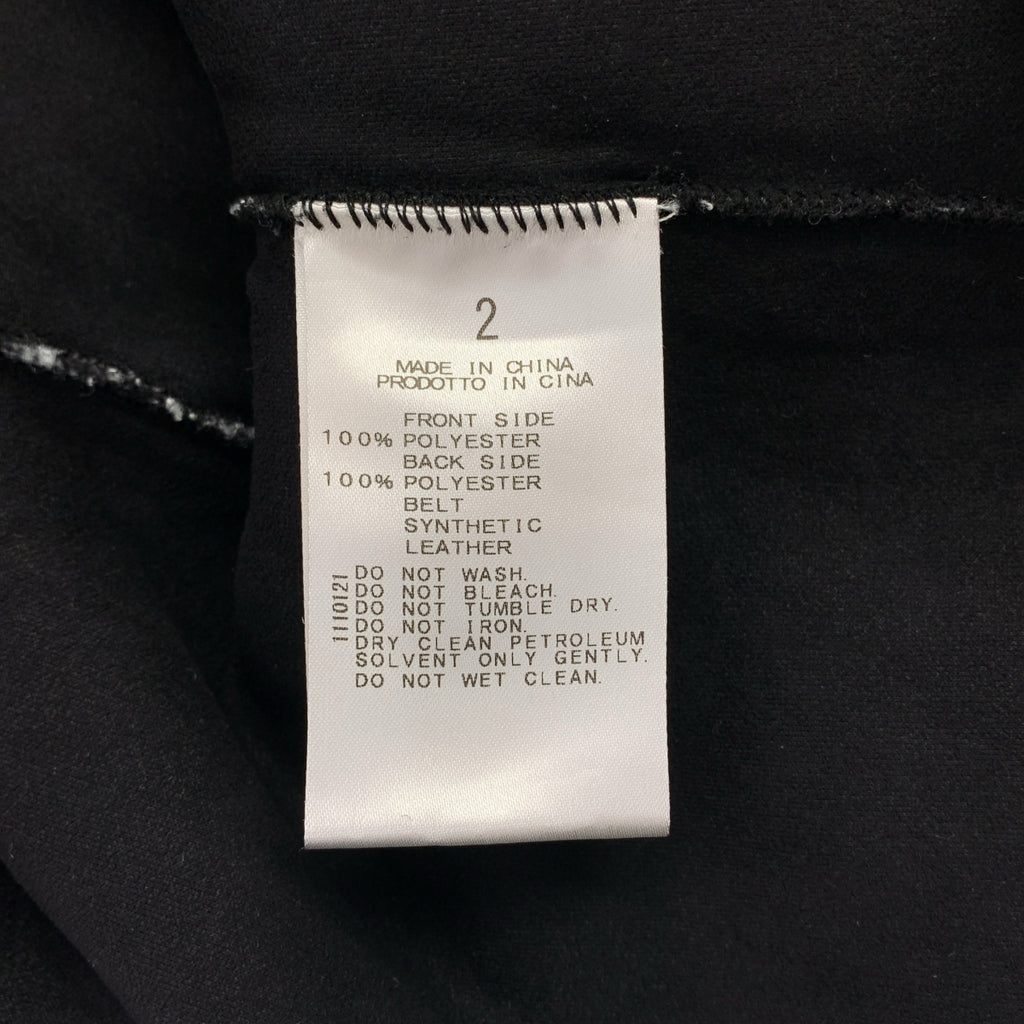 2
MADE IN CHINA
PRODOTTO IN CINA
FRONT SIDE
100% POLYESTER
BACK SIDE
100% POLYESTER
BELT
SYNTHETIC
LEATHER
DO NOT WASH.
DO NOT BLEACH.
DO NOT TUMBLE DRY.
DO NOT IRON.
DRY CLEAN PETROLEUM
SOLVENT ONLY GENTLY.
DO NOT WET CLEAN.
1110121